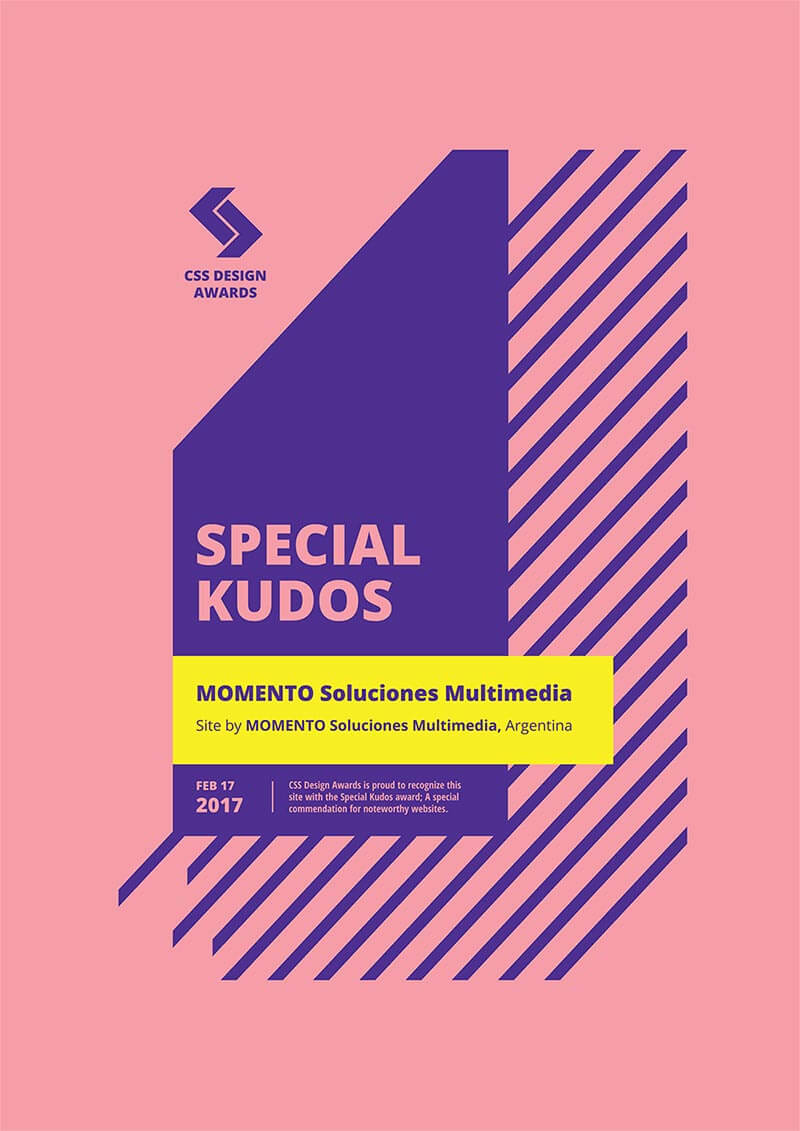 CSS DESIGN
AWARDS
SPECIAL
KUDOS
MOMENTO Soluciones Multimedia
Site by MOMENTO Soluciones Multimedia, Argentina
FEB 17
2017
CSS Design Awards is proud to recognize this
site with the Special Kudos award; A special
commendation for noteworthy websites.